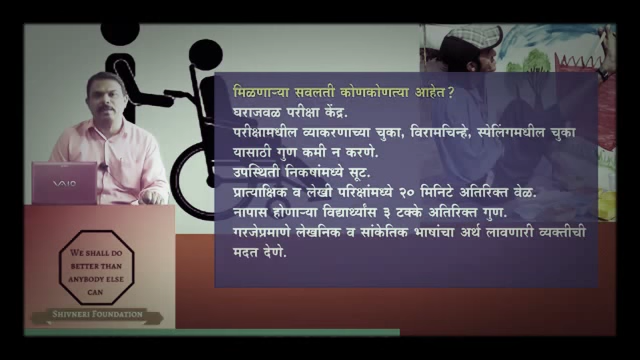 मिळणाऱ्या सवलती कोणकोणत्या आहेत?
घराजवळ परीक्षा केंद्र.
परीक्षामधील व्याकरणाच्या चुका, विरामचिन्हे, स्पेलिंगमधील चुका
यासाठी गुण कमी न करणे.
उपस्थिती निकषांमध्ये सूट.
प्रात्याक्षिक व लेखी परिक्षांमध्ये २० मिनिटे अतिरिक्त वेळ.
नापास होणाऱ्या विद्यार्थ्यांस ३ टक्के अतिरिक्त गुण.
गरजेप्रमाणे लेखनिक व सांकेतिक भाषांचा अर्थ लावणारी व्यक्तीची
मदत देणे.
VAIO
WE SHALL DO
BETTER THAN
ANYBODY ELSE
CAN
SHIVNERI FOUNDATION